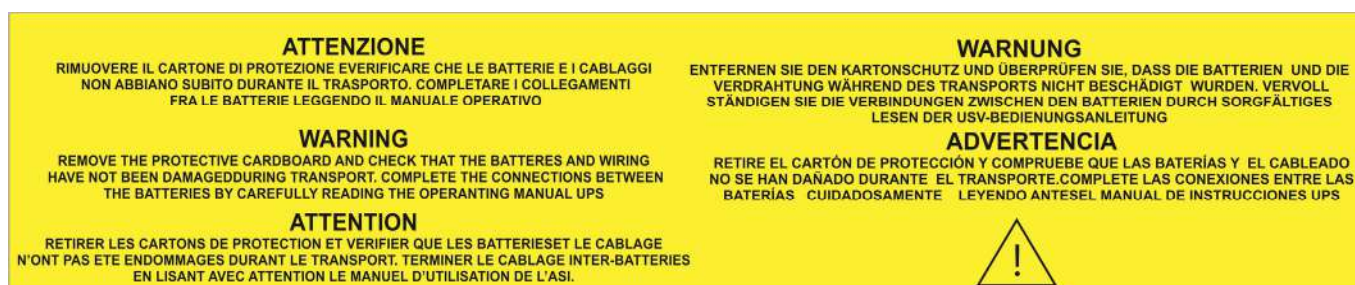 ATTENZIONE
RIMUOVERE IL CARTONE DI PROTEZIONE EVERIFICARE CHE LE BATTERIE E I CABLAGGI
NON ABBIANO SUBITO DURANTE IL TRASPORTO. COMPLETARE I COLLEGAMENTI
FRA LE BATTERIE LEGGENDO IL MANUALE OPERATIVO
WARNING
REMOVE THE PROTECTIVE CARDBOARD AND CHECK THAT THE BATTERES AND WIRING
HAVE NOT BEEN DAMAGEDDURING TRANSPORT. COMPLETE THE CONNECTIONS BETWEEN
THE BATTERIES BY CAREFULLY READING THE OPERANTING MANUAL UPS
ATTENTION
RETIRER LES CARTONS DE PROTECTION ET VERIFIER QUE LES BATTERIESET LE CABLAGE
N'ONT PAS ETE ENDOMMAGES DURANT LE TRANSPORT. TERMINER LE CABLAGE INTER-BATTERIES
EN LISANT AVEC ATTENTION LE MANUEL D'UTILISATION DE L'ASI.
WARNUNG
ENTFERNEN SIE DEN KARTONSCHUTZ UND ÜBERPRÜFEN SIE, DASS DIE BATTERIEN UND DIE
VERDRAHTUNG WÄHREND DES TRANSPORTS NICHT BESCHÄDIGT WURDEN. VERVOLL
STÄNDIGEN SIE DIE VERBINDUNGEN ZWISCHEN DEN BATTERIEN DURCH SORGFÄLTIGES
LESEN DER USV-BEDIENUNGSANLEITUNG
ADVERTENCIA
RETIRE EL CARTÓN DE PROTECCIÓN Y COMPRUEBE QUE LAS BATERÍAS Y EL CABLEADO
NO SE HAN DAÑADO DURANTE EL TRANSPORTE.COMPLETE LAS CONEXIONES ENTRE LAS
BATERÍAS CUIDADOSAMENTE LEYENDO ANTESEL MANUAL DE INSTRUCCIONES UPS
!